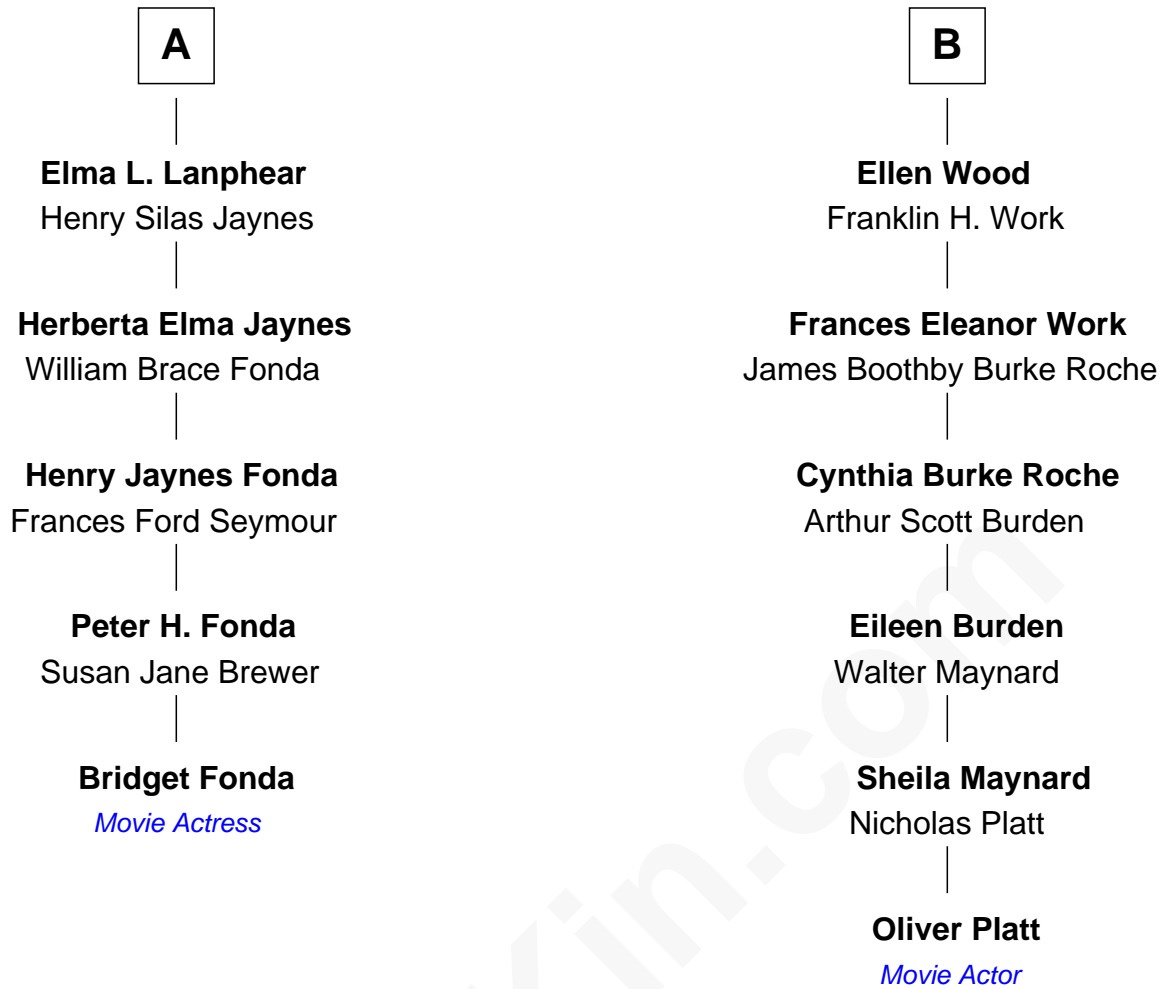 A
Elma L. Lanphear
Henry Silas Jaynes
Herberta Elma Jaynes
William Brace Fonda
Henry Jaynes Fonda
Frances Ford Seymour
Peter H. Fonda
Susan Jane Brewer
Bridget Fonda
Movie Actress
B
Ellen Wood
Franklin H. Work
Frances Eleanor Work
James Boothby Burke Roche
Cynthia Burke Roche
Arthur Scott Burden
Eileen Burden
Walter Maynard
Sheila Maynard
Nicholas Platt
Oliver Platt
Movie Actor
Kin.com